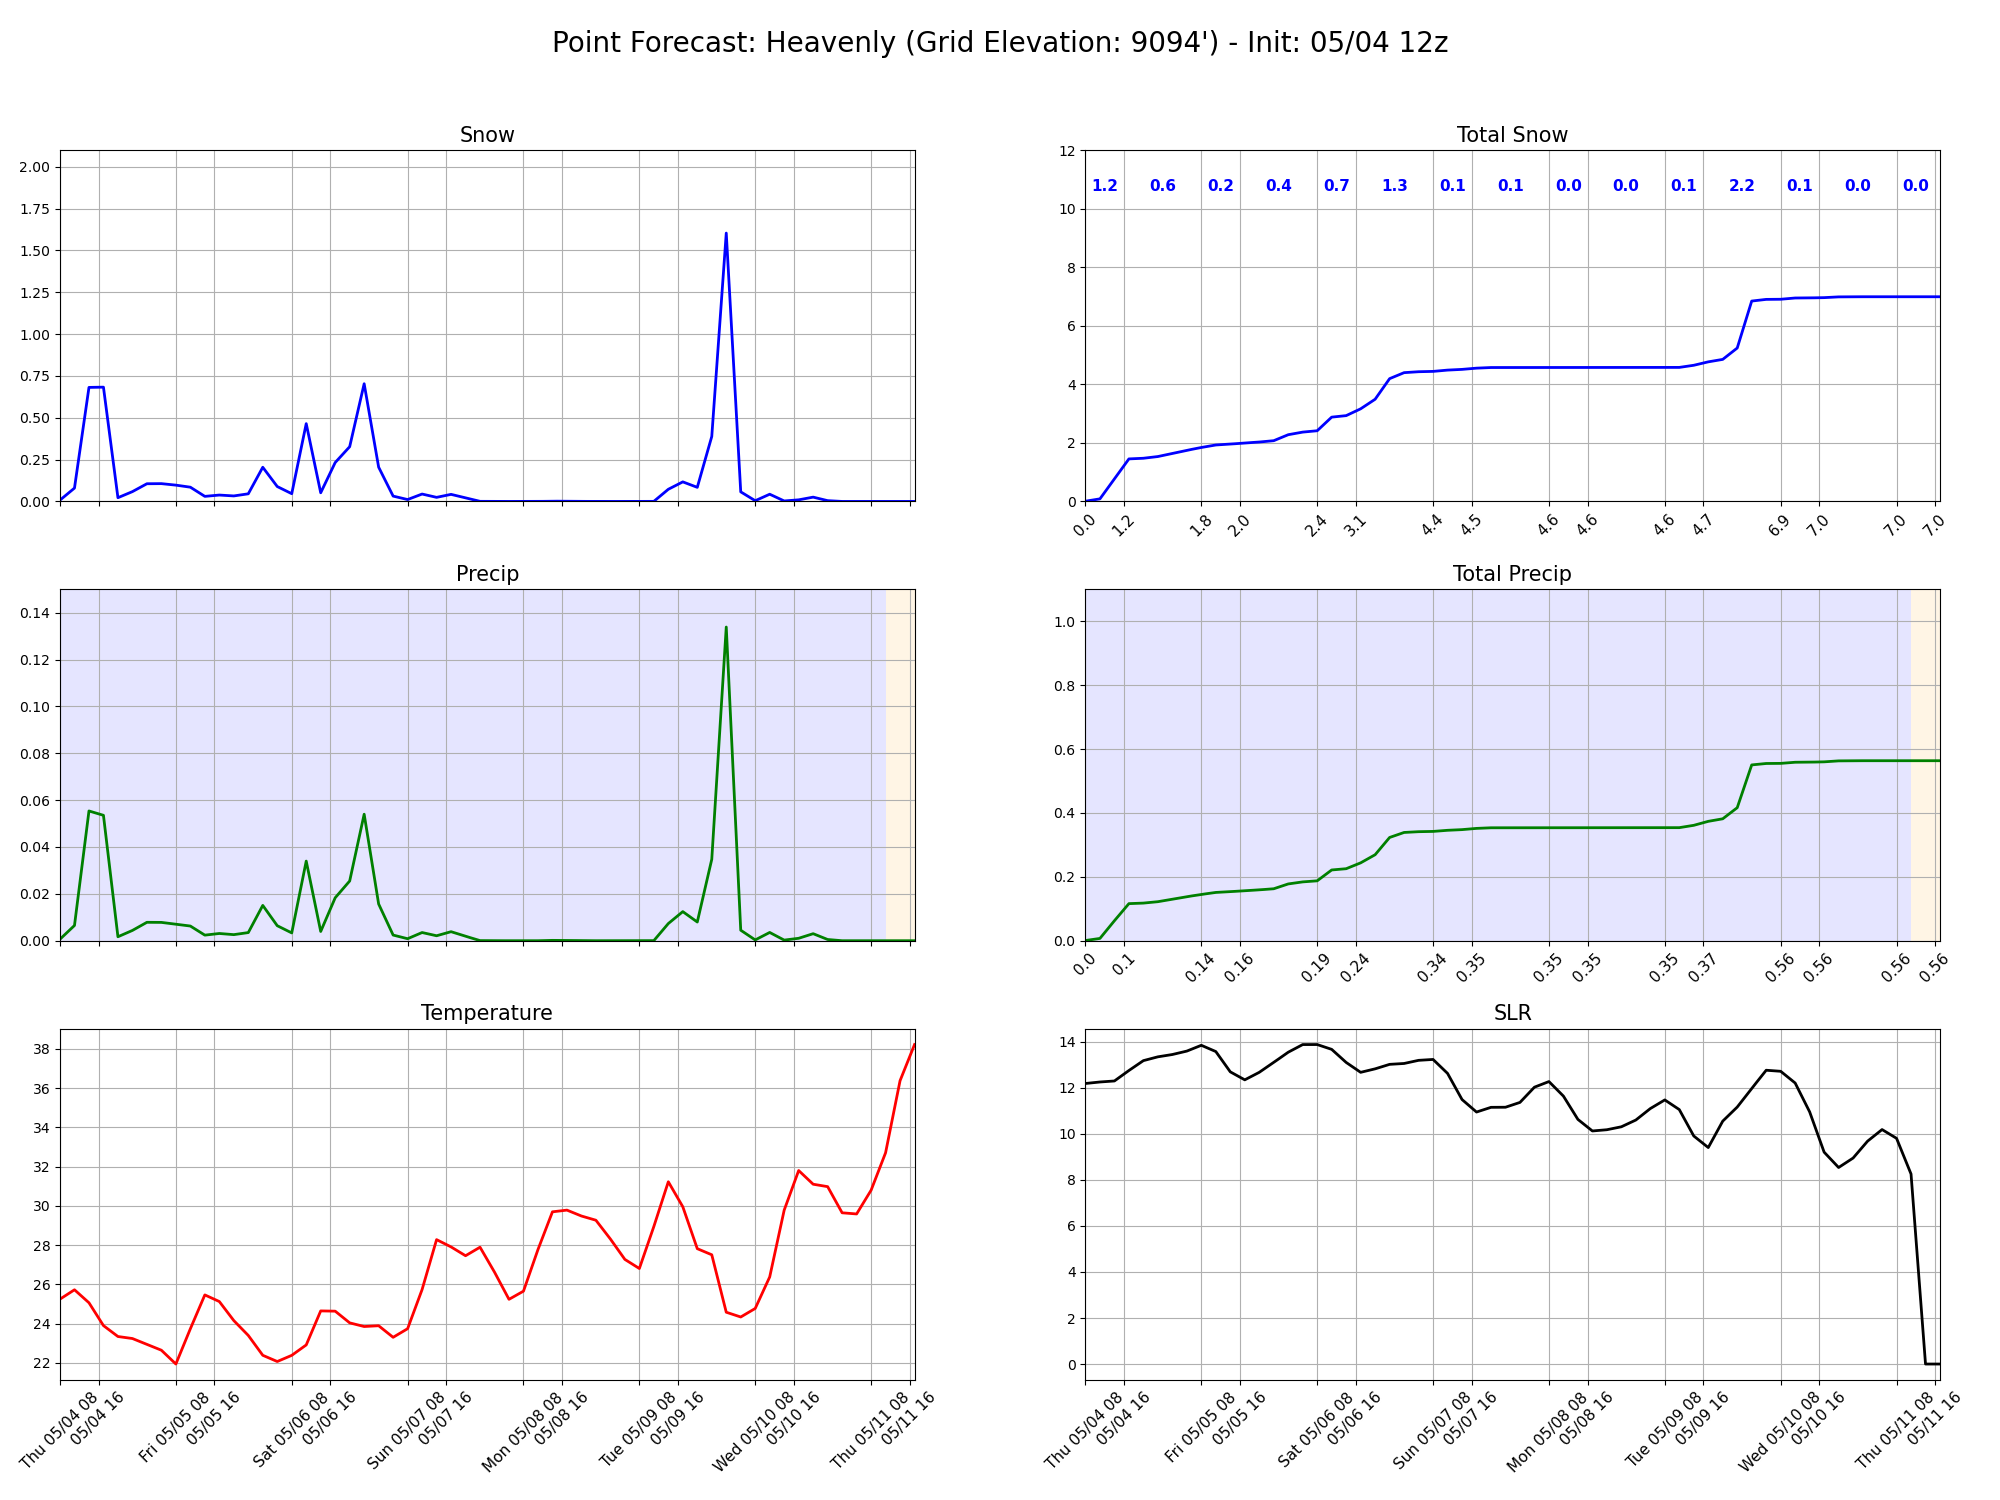 Point Forecast: Heavenly (Grid Elevation: 9094') - Init: 05/04 12z
Snow
2.00
1.75
1.50
1.25
1.00
0.75
0.50
0.25
0.00
Total Snow
12
10
8
6
4
2
0
1.2 0.6 0.2 0.4 0.7 1.3 0.1 0.1 0.0 0.0 0.1 2.2 0.1 0.0 0.0
0.0 1.2 1.8 2.0 2.4 3.1 4.4 4.5 4.6 4.6 4.6 4.7 6.9 7.0 7.0 7.0
Precip
0.14
0.12
0.10
0.08
0.06
0.04
0.02
0.00
Total Precip
1.0
0.8
0.6
0.4
0.2
0.0
0.0 0.1 0.14 0.16 0.19 0.24 0.34 0.35 0.35 0.35 0.35 0.37 0.56 0.56 0.56 0.56
Temperature
38
36
34
32
30
28
26
24
22
Thu 05/04 08
05/04 16
Fri 05/05 08
05/05 16
Sat 05/06 08
05/06 16
Sun 05/07 08
05/07 16
Mon 05/08 08
05/08 16
Tue 05/09 08
05/09 16
Wed 05/10 08
05/10 16
Thu 05/11 08
05/11 16
SLR
14
12
10
8
6
4
2
0
Thu 05/04 08
05/04 16
Fri 05/05 08
05/05 16
Sat 05/06 08
05/06 16
Sun 05/07 08
05/07 16
Mon 05/08 08
05/08 16
Tue 05/09 08
05/09 16
Wed 05/10 08
05/10 16
Thu 05/11 08
05/11 16